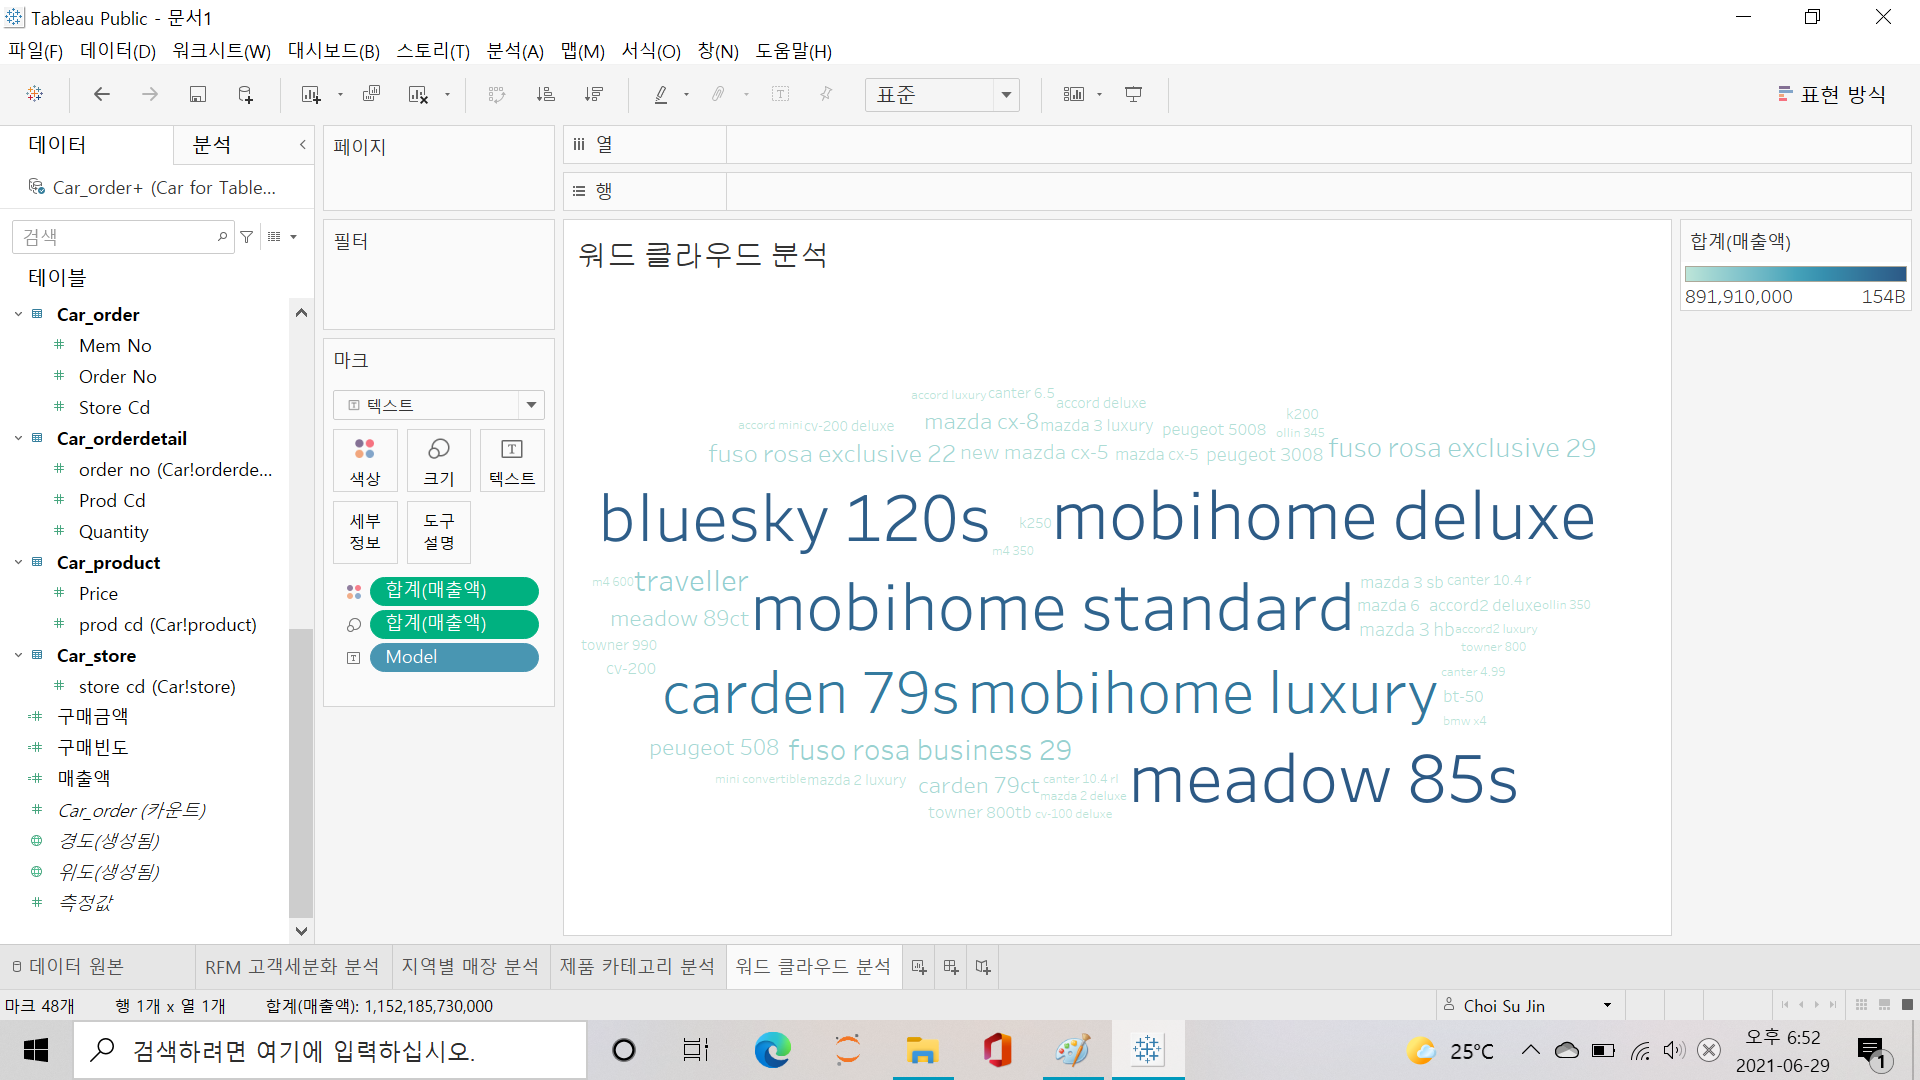 Tableau Public - 문서1
파일(F) 데이터(D) 워크시트(W) 대시보드(B) 스토리(T) 분석(A) 맵(M) 서식(O) 창(N) 도움말(H)
표준
표현 방식
데이터 분석
Car_order+ (Car for Table...
검색
테이블
Car_order
Mem No
Order No
Store Cd
Car_orderdetail
order no (Car!orderde...
Prod Cd
Quantity
Car_product
Price
prod cd (Car!product)
Car_store
store cd (Car!store)
구매금액
구매빈도
매출액
Car_order (카운트)
경도(생성됨)
위도(생성됨)
측정값
페이지
필터
마크
텍스트
색상 크기 텍스트
세부 정보
도구 설명
합계(매출액)
합계(매출액)
Model
열
행
워드 클라우드 분석
accord luxury canter 6.5 accord deluxe
accord mini cv-200 deluxe mazda cx-8 mazda 3 luxury peugeot 5008 k200 ollin 345
fuso rosa exclusive 22 new mazda cx-5 mazda cx-5 peugeot 3008 fuso rosa exclusive 29
bluesky 120s k250 mobihome deluxe
m4 350
m4 600 traveller mazda 3 sb canter 10.4 r
meadow 89ct mobihome standard mazda 6 accord2 deluxe ollin 350
mazda 3 hb accord2 luxury
towner 990 towner 800
cv-200 carden 79s mobihome luxury canter 4.99
bt-50
bmw x4
peugeot 508 fuso rosa business 29
mini convertible mazda 2 luxury carden 79ct canter 10.4 rl meadow 85s
mazda 2 deluxe
towner 800tb cv-100 deluxe
합계(매출액)
891,910,000 154B
데이터 원본 RFM 고객세분화 분석 지역별 매장 분석 제품 카테고리 분석 워드 클라우드 분석
마크 48개 행 1개 x 열 1개 합계(매출액): 1,152,185,730,000
Choi Su Jin
검색하려면 여기에 입력하십시오.
25°C
오후 6:52
2021-06-29
1